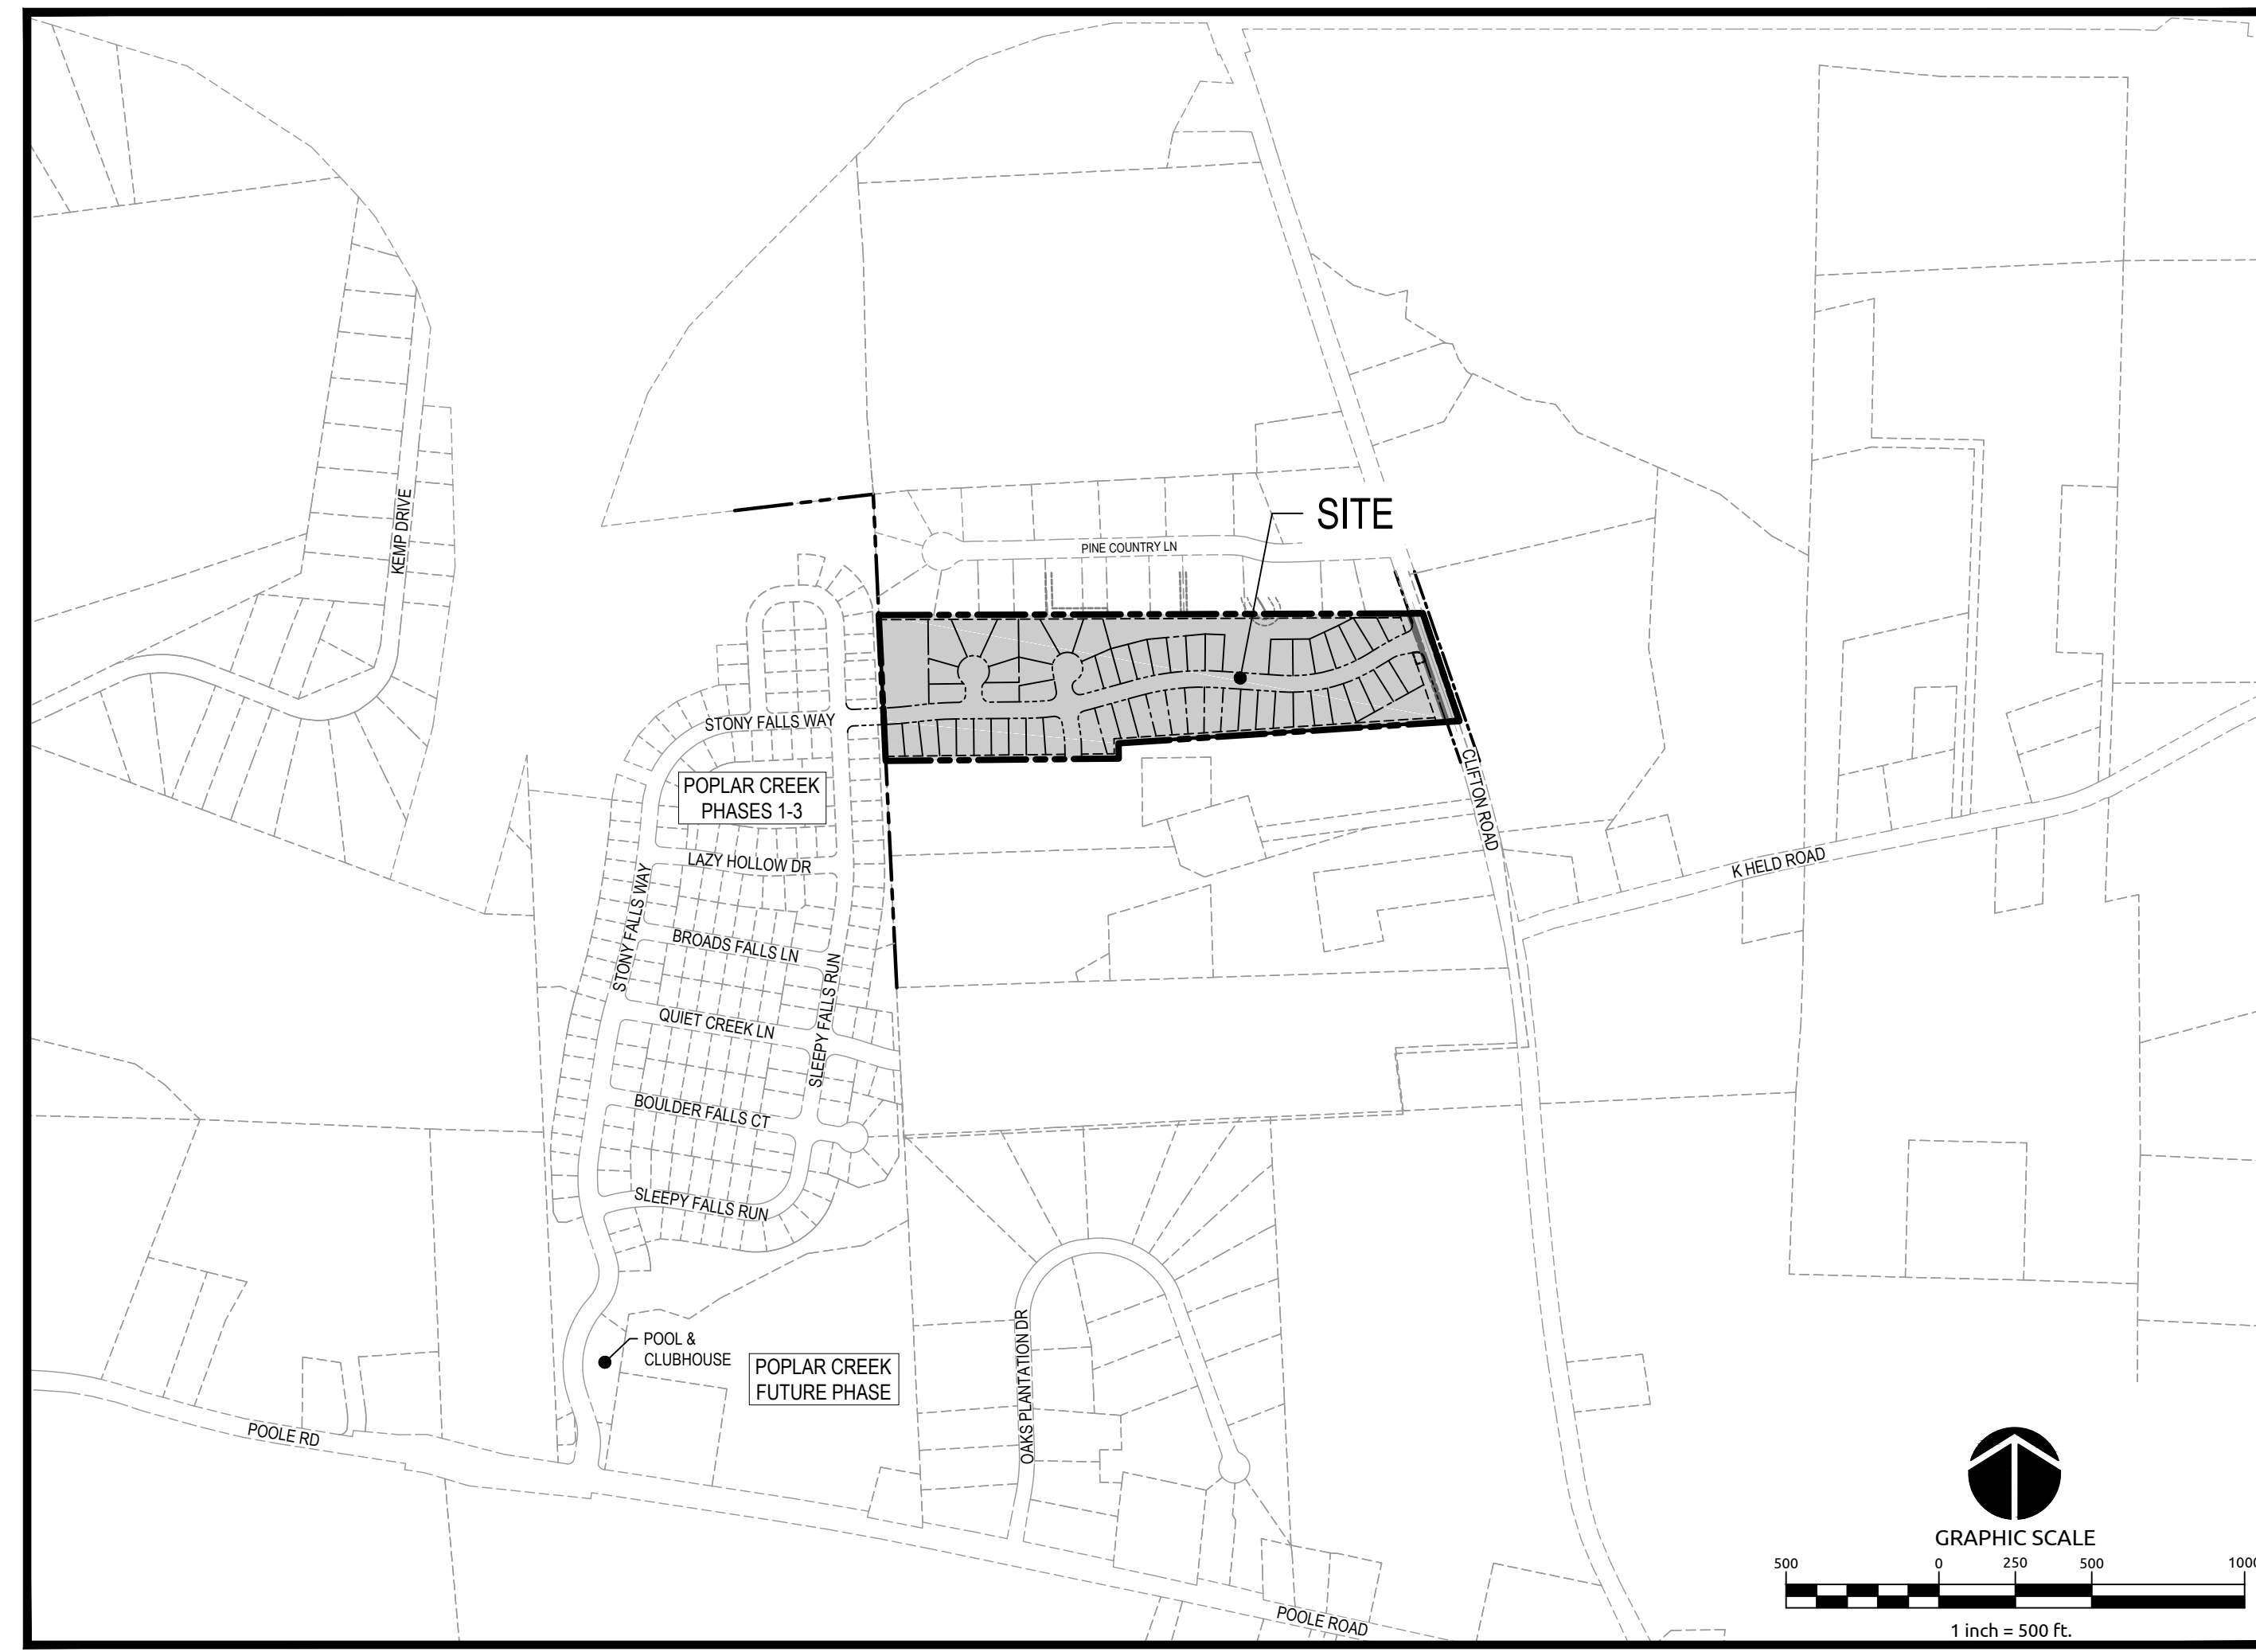 SITE
PINE COUNTRY LN
KEMP DRIVE
STONY FALLS WAY
POPLAR CREEK
PHASES 1-3
CLIFTON ROAD
LAZY HOLLOW DR
K HELD ROAD
STONY FALLS WAY
BROADS FALLS LN
SLEEPY FALLS RUN
QUIET CREEK LN
BOULDER FALLS CT
SLEEPY FALLS RUN
POOL &
CLUBHOUSE
POPLAR CREEK
FUTURE PHASE
OAKS PLANTATION DR
POOLE RD
POOLE ROAD
GRAPHIC SCALE
500 0 250 500 1000
1 inch = 500 ft.